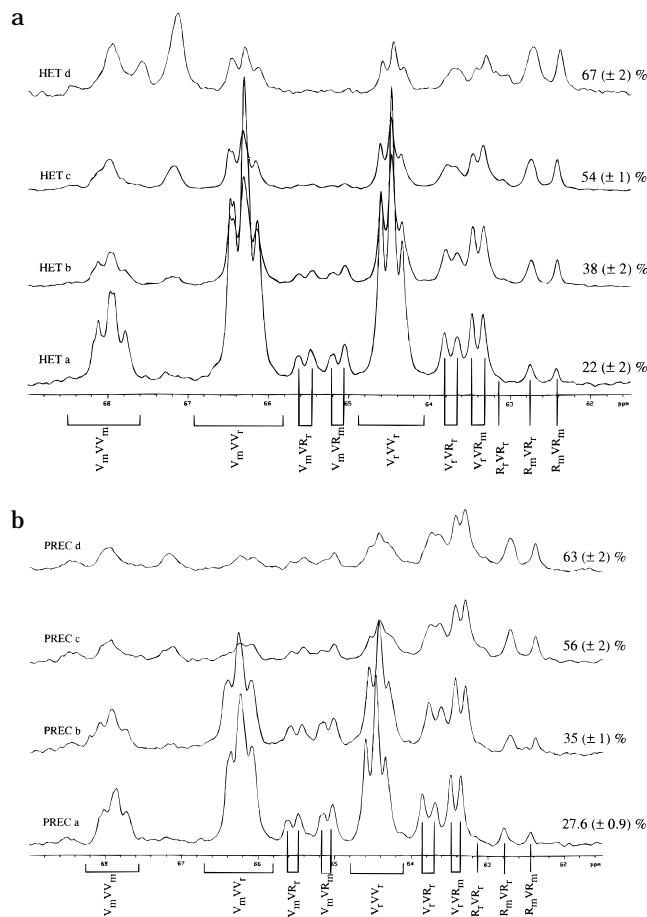 a
HET d
67 (± 2) %
HET c
54 (± 1) %
HET b
38 (± 2) %
HET a
22 (± 2) %
68 67 66 65 64 63 62 ppm
VmVVm
VmVVr
VmVRr
VmVRm
VrVVr
VrVRr
VrVRm
RrVRr
RmVRr
RmVRm
b
PREC d
63 (± 2) %
PREC c
56 (± 2) %
PREC b
35 (± 1) %
PREC a
27.6 (± 0.9) %
68 67 66 65 64 63 62 ppm
VmVVm
VmVVr
VmVRr
VmVRm
VrVVr
VrVRr
VrVRm
RrVRr
RmVRr
RmVRm